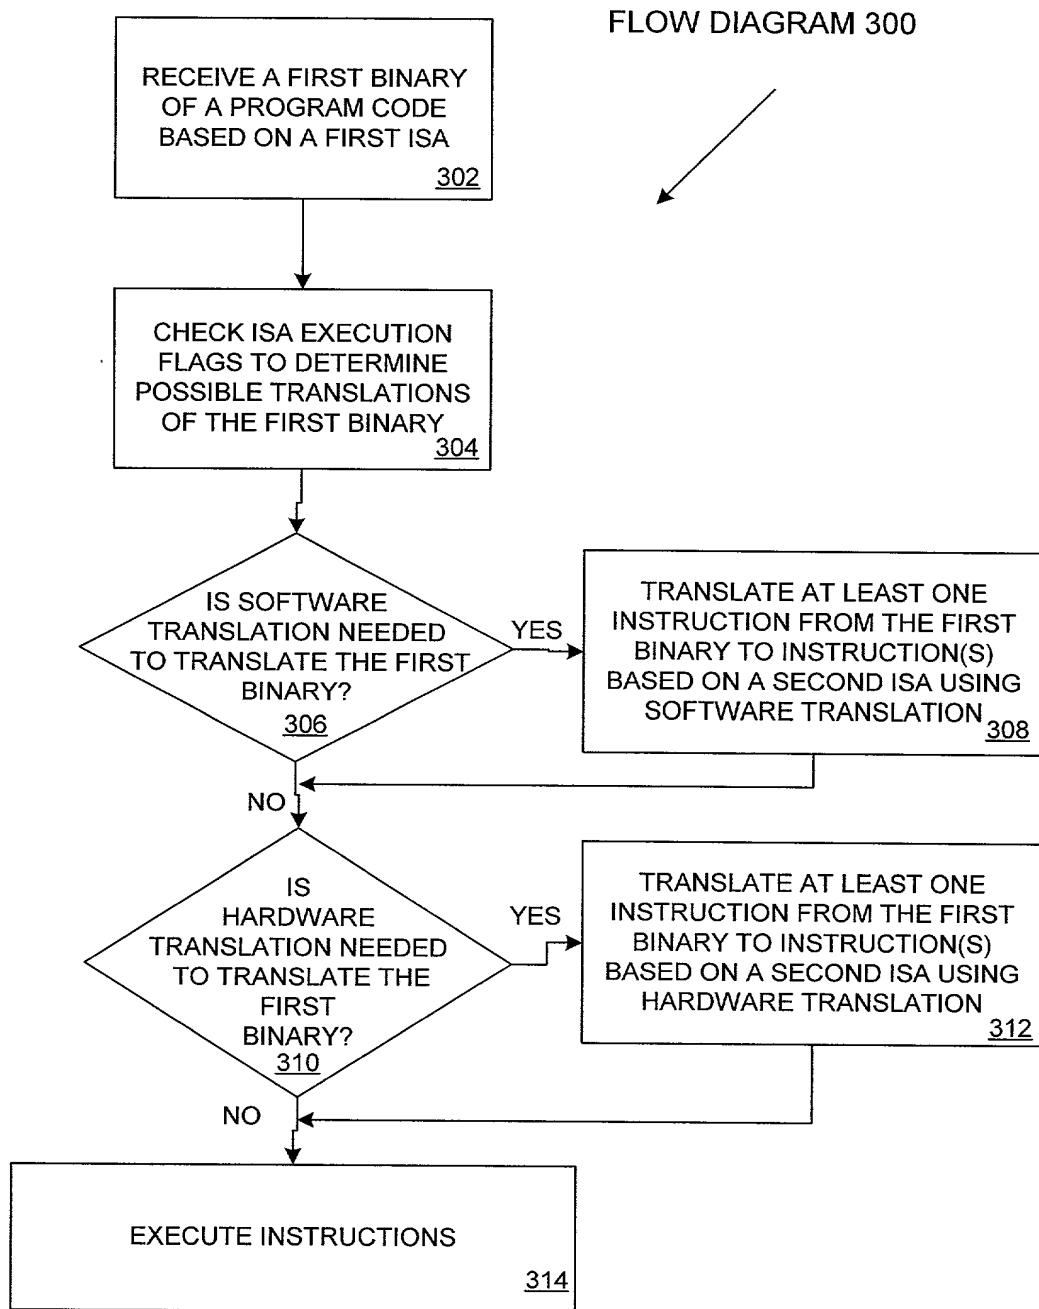 FLOW DIAGRAM 300
RECEIVE A FIRST BINARY
OF A PROGRAM CODE
BASED ON A FIRST ISA
302
CHECK ISA EXECUTION
FLAGS TO DETERMINE
POSSIBLE TRANSLATIONS
OF THE FIRST BINARY
304
IS SOFTWARE
TRANSLATION NEEDED
TO TRANSLATE THE FIRST
BINARY?
306
YES
TRANSLATE AT LEAST ONE
INSTRUCTION FROM THE FIRST
BINARY TO INSTRUCTION(S)
BASED ON A SECOND ISA USING
SOFTWARE TRANSLATION
308
NO
IS
HARDWARE
TRANSLATION NEEDED
TO TRANSLATE THE
FIRST
BINARY?
310
YES
TRANSLATE AT LEAST ONE
INSTRUCTION FROM THE FIRST
BINARY TO INSTRUCTION(S)
BASED ON A SECOND ISA USING
HARDWARE TRANSLATION
312
NO
EXECUTE INSTRUCTIONS
314